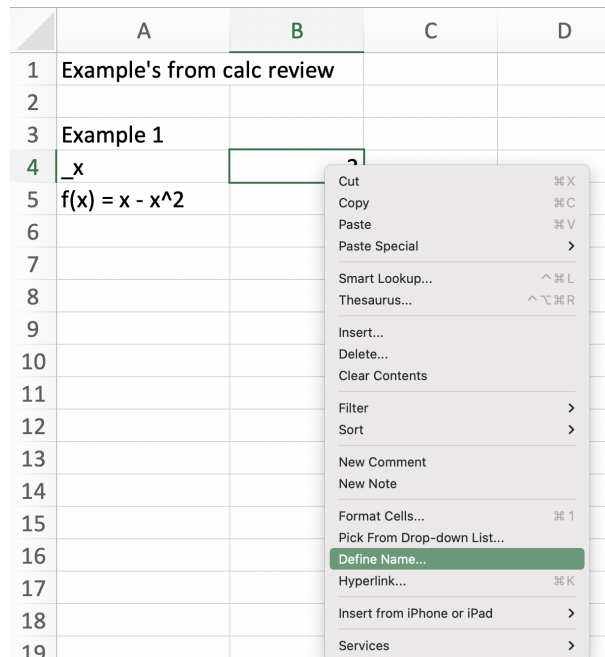 A B C D
1 Example's from calc review
2
3 Example 1
4 _x
5 f(x) = x - x^2
6
7
8
9
10
11
12
13
14
15
16
17
18
19
Cut ⌘X
Copy ⌘C
Paste ⌘V
Paste Special >
Smart Lookup... ^⌘L
Thesaurus... ^⌥⌘R
Insert...
Delete...
Clear Contents
Filter >
Sort >
New Comment
New Note
Format Cells... ⌘1
Pick From Drop-down List...
Define Name...
Hyperlink... ⌘K
Insert from iPhone or iPad >
Services >